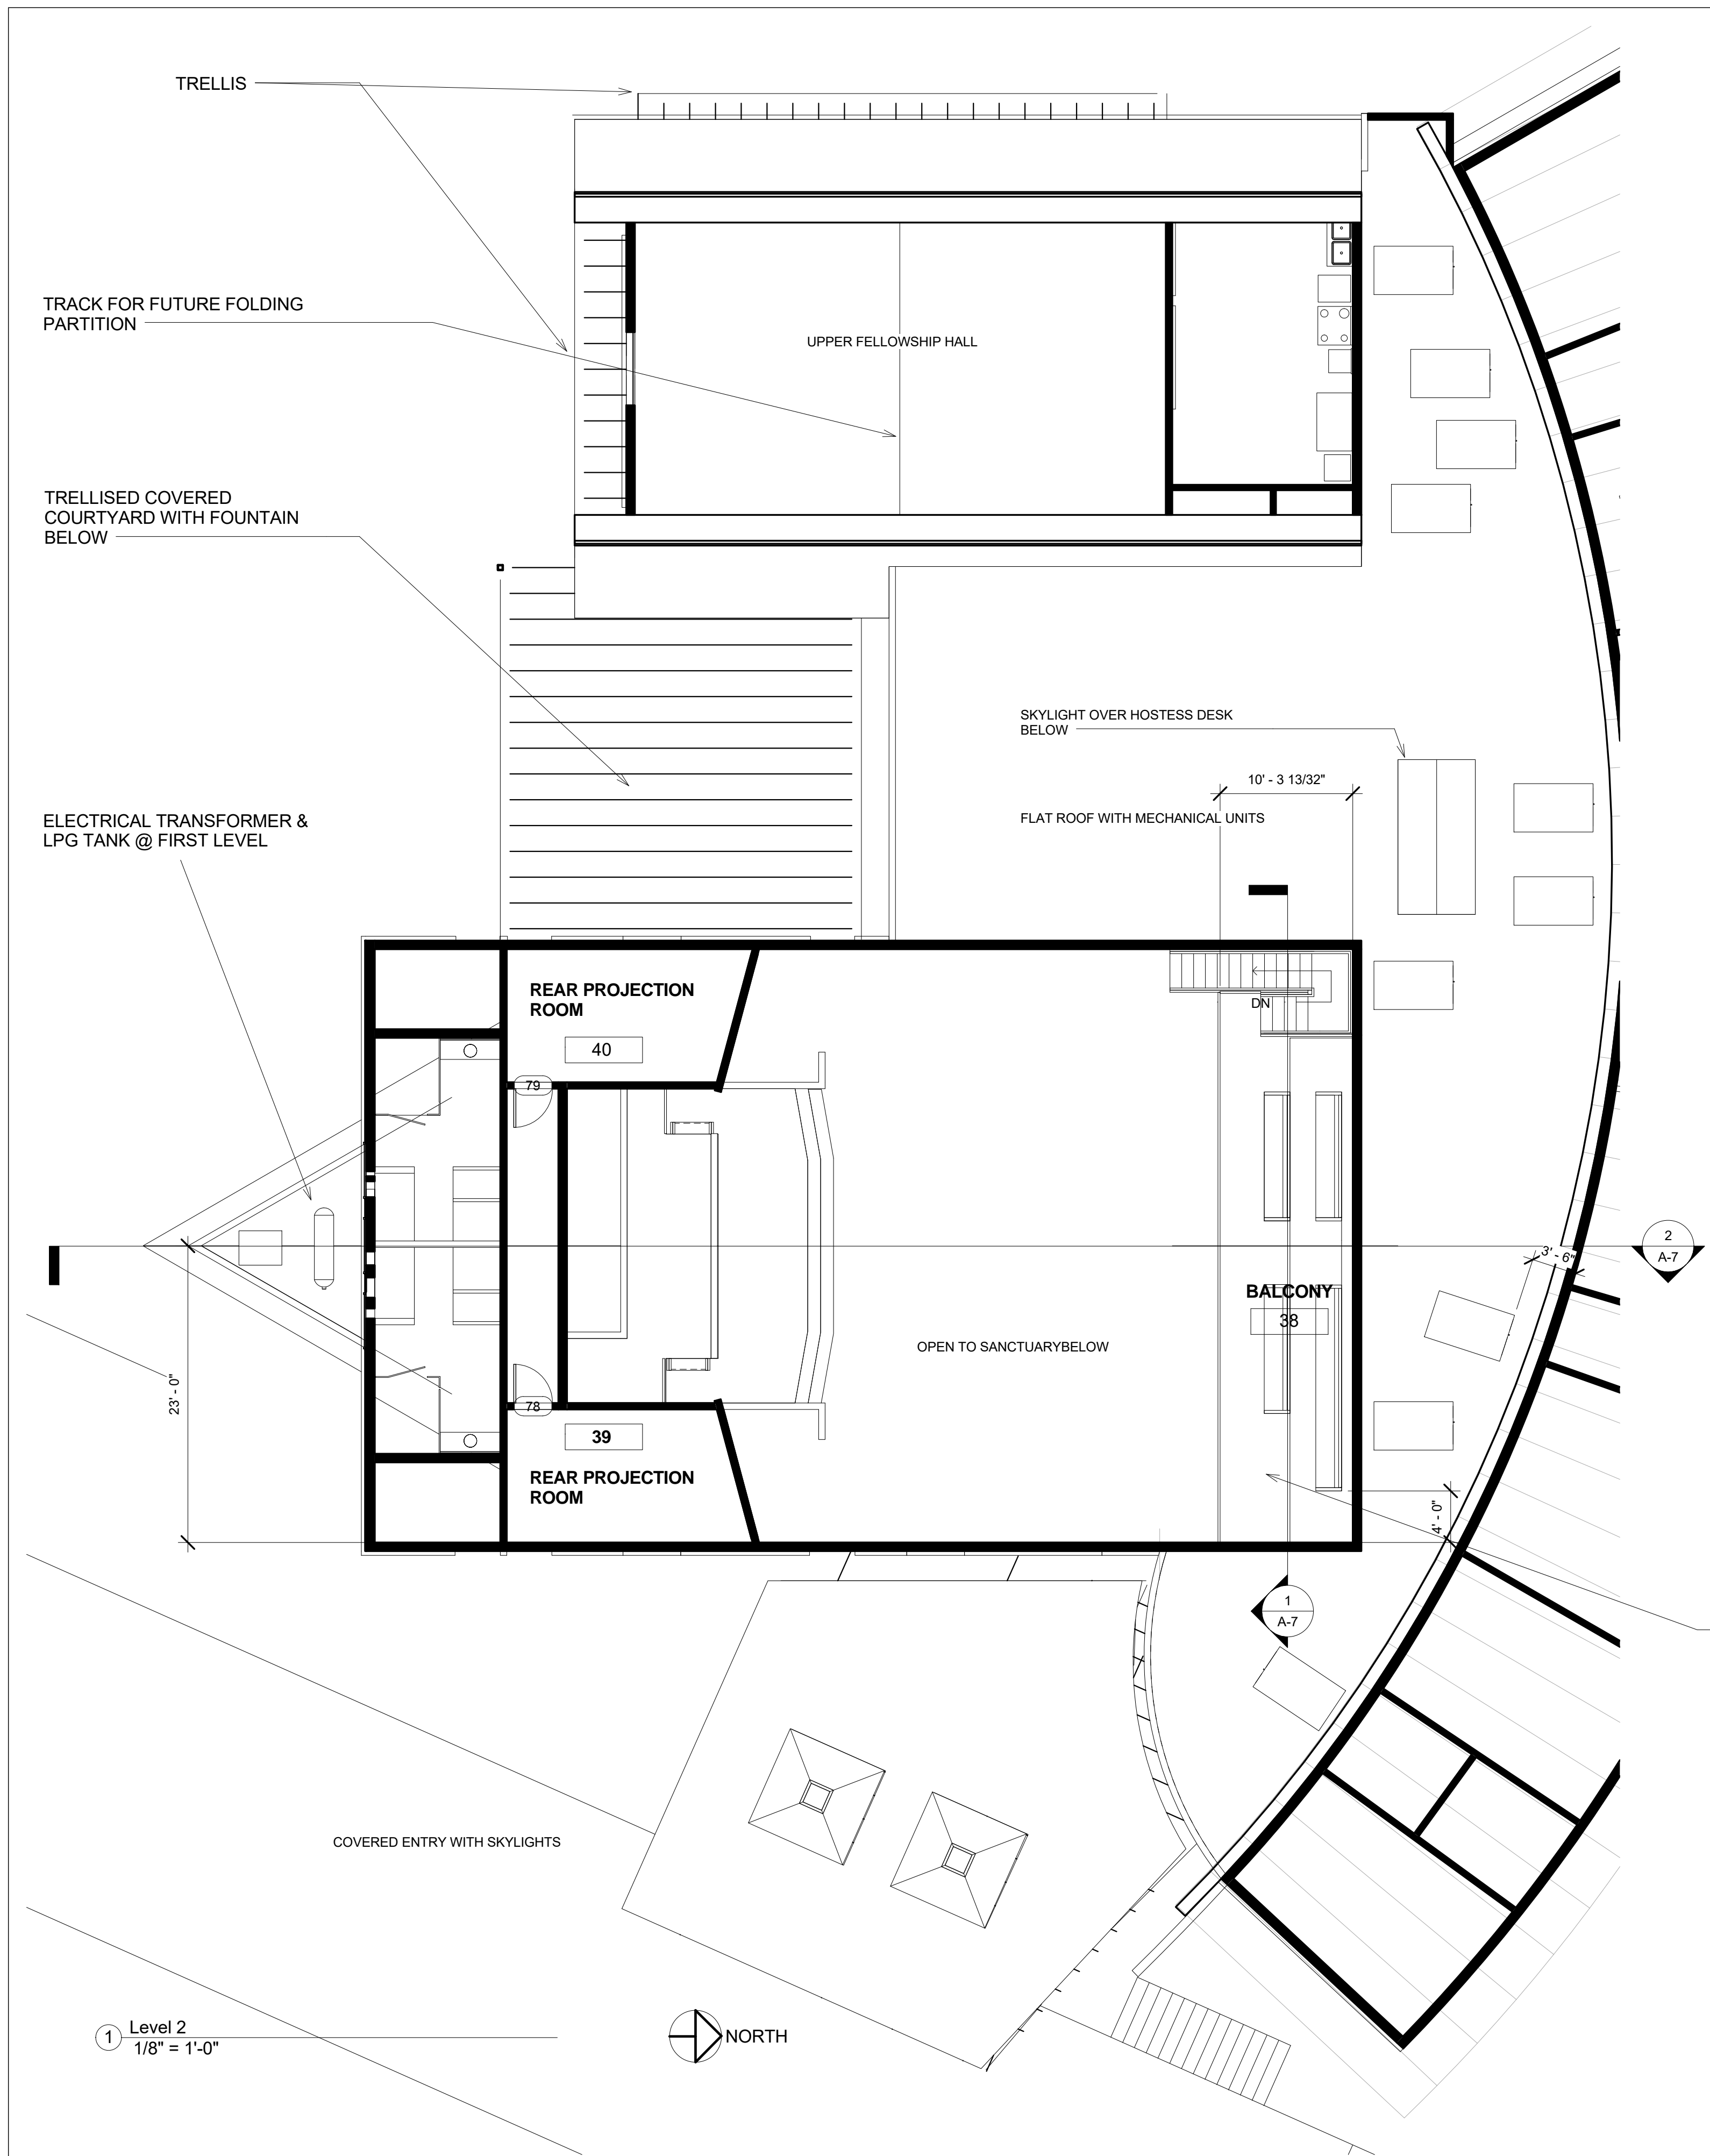 TRELLIS
TRACK FOR FUTURE FOLDING
PARTITION
UPPER FELLOWSHIP HALL
TRELLISED COVERED
COURTYARD WITH FOUNTAIN
BELOW
SKYLIGHT OVER HOSTESS DESK
BELOW
10' - 3 13/32"
FLAT ROOF WITH MECHANICAL UNITS
ELECTRICAL TRANSFORMER &
LPG TANK @ FIRST LEVEL
REAR PROJECTION
ROOM
40
DN
79
2
A-7
3' - 6"
BALCONY
38
OPEN TO SANCTUARYBELOW
23' - 0"
78
39
REAR PROJECTION
ROOM
4' - 0"
1
A-7
COVERED ENTRY WITH SKYLIGHTS
1
Level 2
1/8" = 1'-0"
NORTH